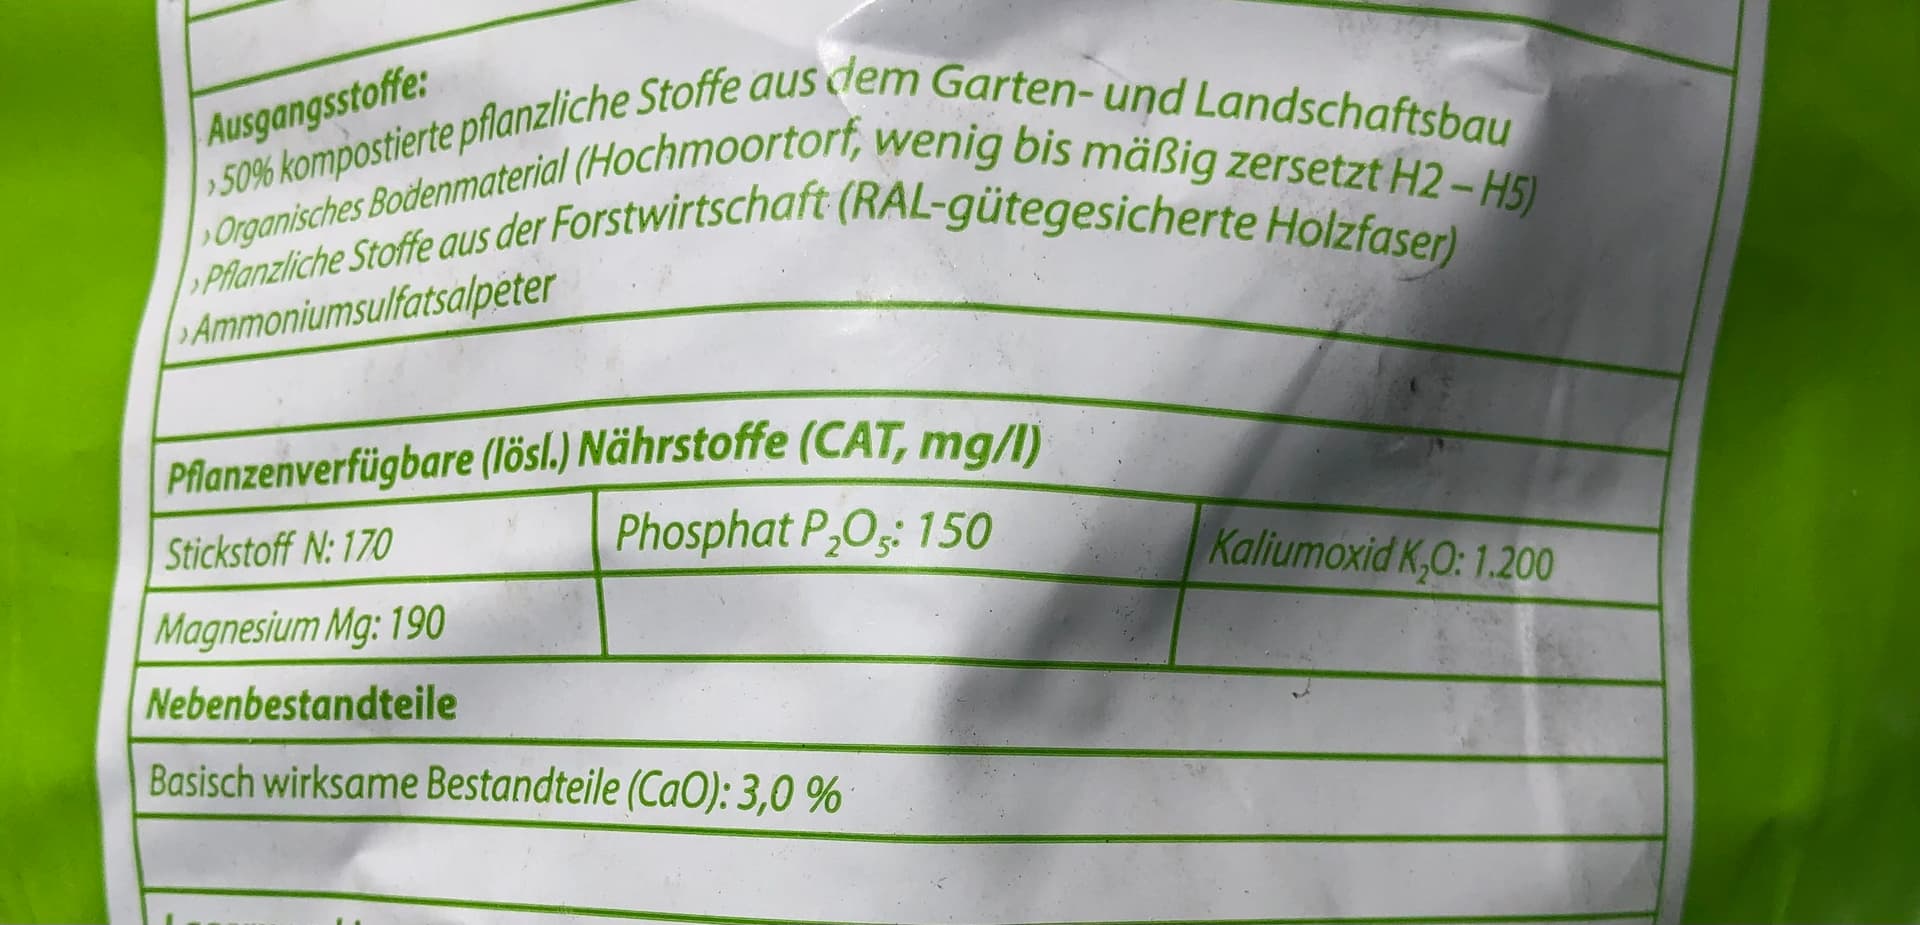 Ausgangsstoffe:
› 50% kompostierte pflanzliche Stoffe aus dem Garten- und Landschaftsbau
› Organisches Bodenmaterial (Hochmoortorf, wenig bis mäßig zersetzt H2 – H5)
› Pflanzliche Stoffe aus der Forstwirtschaft (RAL-gütegesicherte Holzfaser)
› Ammoniumsulfatsalpeter
Pflanzenverfügbare (lösl.) Nährstoffe (CAT, mg/l)
Stickstoff N: 170 Phosphat P₂O₅: 150 Kaliumoxid K₂O: 1.200
Magnesium Mg: 190
Nebenbestandteile
Basisch wirksame Bestandteile (CaO): 3,0 %